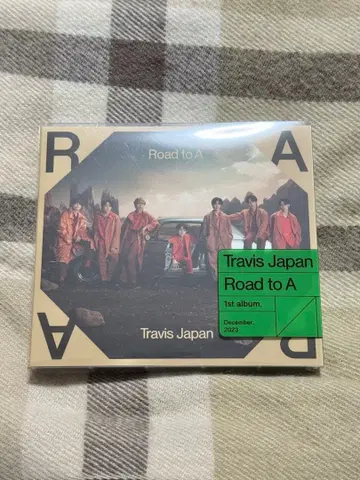 R A
Road to A
Travis Japan
Road to A
1st album.
December.
2023
Travis Japan
A R